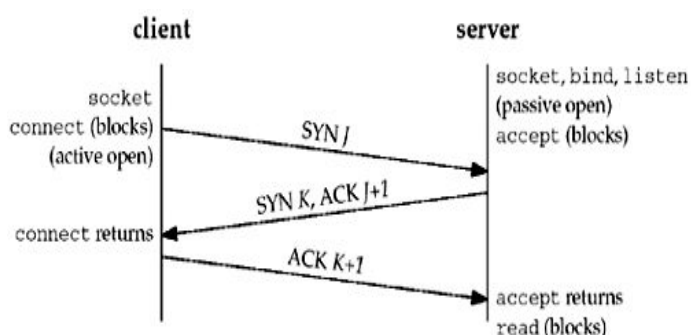 client
server
socket, bind, listen
(passive open)
accept (blocks)
socket
connect (blocks)
(active open)
SYN J
SYN K, ACK J+1
connect returns
ACK K+1
accept returns
read (blocks)